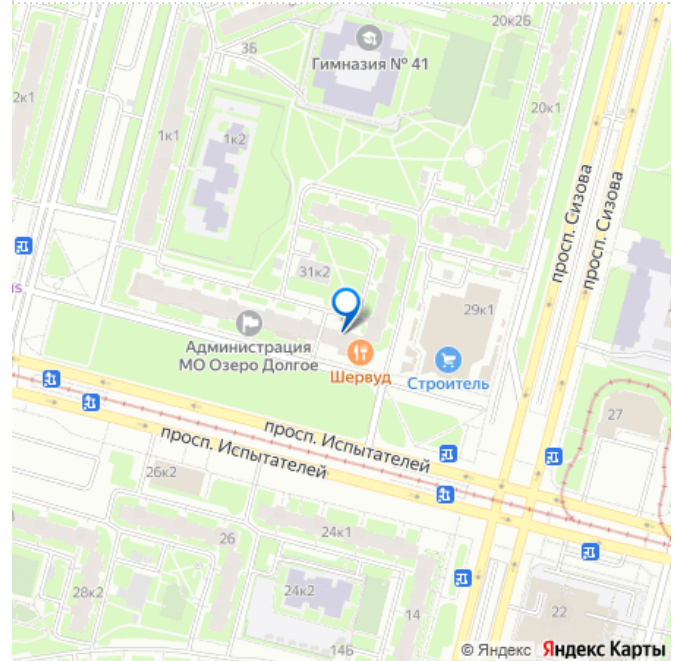 20к2Б
3Б
Гимназия № 41
2к1
1к1
1к2
20к1
просп. Сизова
просп. Сизова
31к2
29к1
Администрация
МО Озеро Долгое
Шервуд
Строитель
27
просп. Испытателей
просп. Испытателей
26к2
26
24к1
28к2
24к2
14
22
14Б
© Яндекс Яндекс Карты